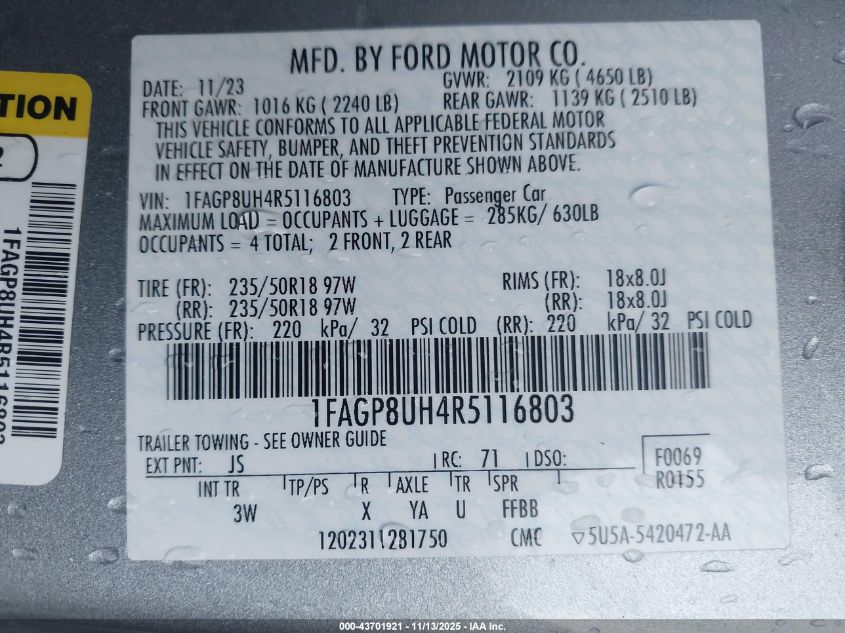 MFD. BY FORD MOTOR CO.
DATE: 11/23 GVWR: 2109 KG ( 4650 LB)
FRONT GAWR: 1016 KG ( 2240 LB) REAR GAWR: 1139 KG ( 2510 LB)
THIS VEHICLE CONFORMS TO ALL APPLICABLE FEDERAL MOTOR
VEHICLE SAFETY, BUMPER, AND THEFT PREVENTION STANDARDS
IN EFFECT ON THE DATE OF MANUFACTURE SHOWN ABOVE.
VIN: 1FAGP8UH4R5116803 TYPE: Passenger Car
MAXIMUM LOAD = OCCUPANTS + LUGGAGE = 285KG/ 630LB
OCCUPANTS = 4 TOTAL; 2 FRONT, 2 REAR
TIRE (FR): 235/50R18 97W RIMS (FR): 18x8.0J
(RR): 235/50R18 97W (RR): 18x8.0J
PRESSURE (FR): 220 kPa/ 32 PSI COLD (RR): 220 kPa/ 32 PSI COLD
1FAGP8UH4R5116803
TRAILER TOWING - SEE OWNER GUIDE
EXT PNT: JS RC: 71 DSO: F0069
R0155
INT TR TP/PS R AXLE TR SPR
3W X YA U FFBB
1202311281750 CMC ▽5U5A-5420472-AA
TION
2
1FAGP8UH4R5116803
000-43701921 - 11/13/2025 - IAA Inc.